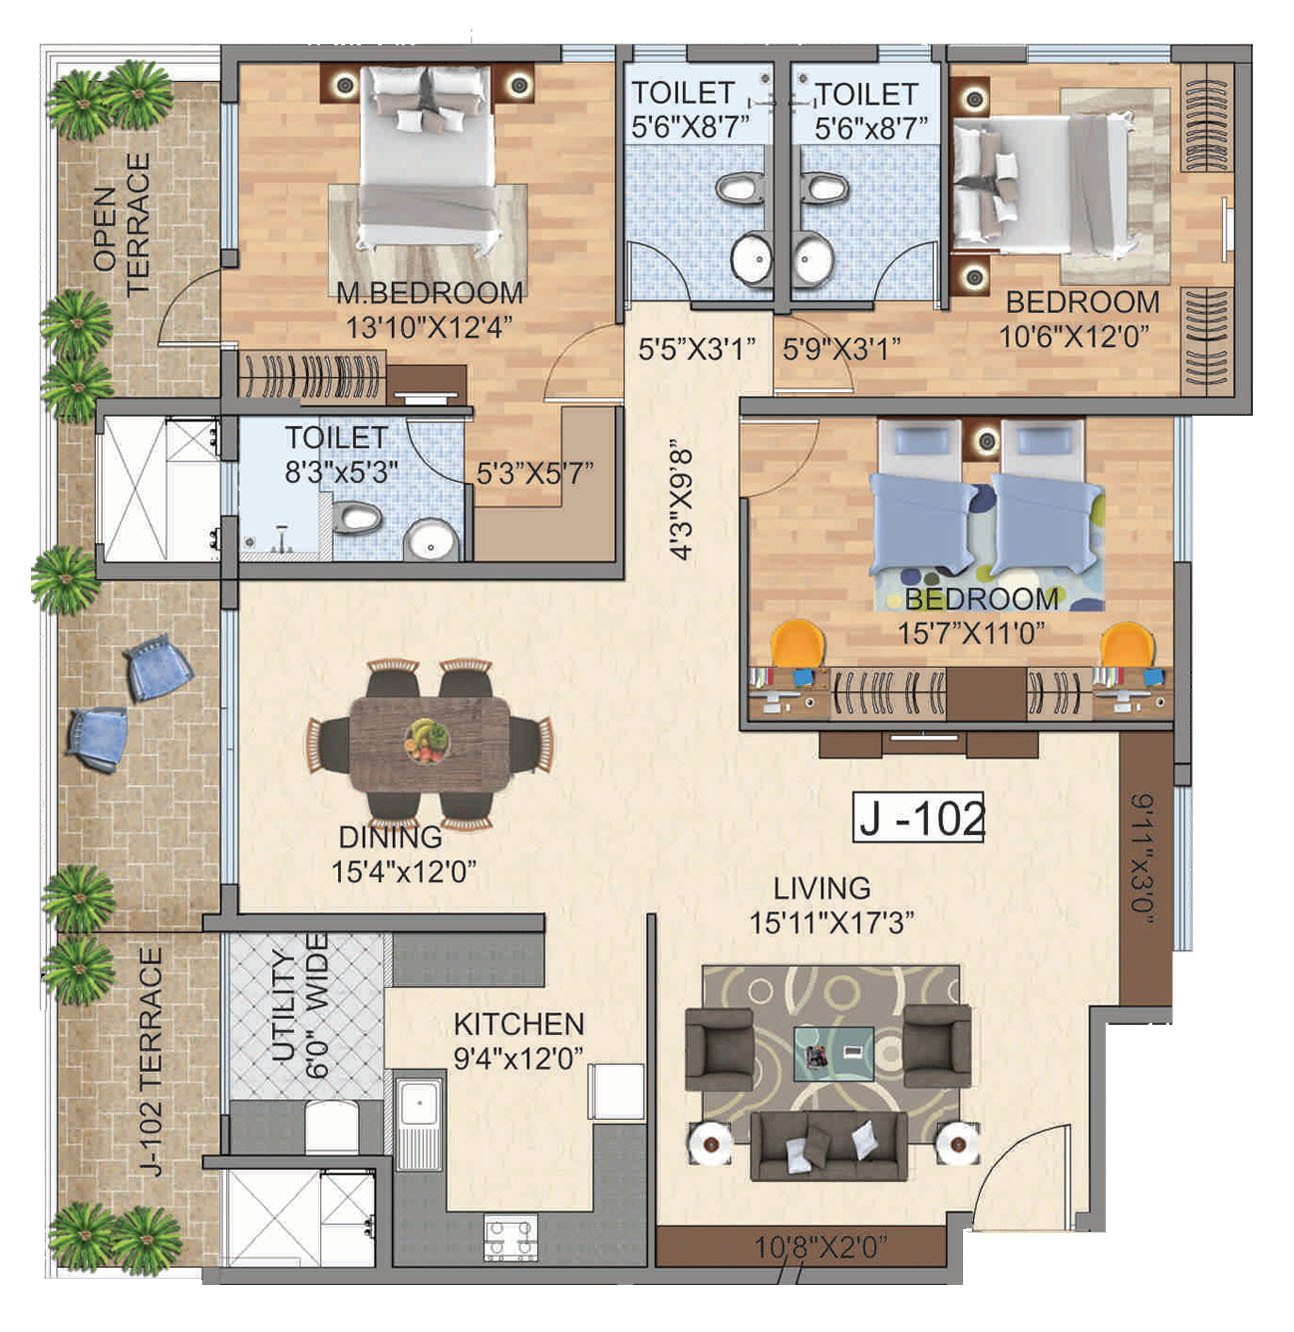 OPEN
TERRACE
M.BEDROOM
13'10"X12'4"
TOILET
5'6"X8'7"
TOILET
5'6"x8'7"
BEDROOM
10'6"X12'0"
5'5"X3'1"
5'9"X3'1"
TOILET
8'3"x5'3"
5'3"X5'7"
4'3"X9'8"
BEDROOM
15'7"X11'0"
DINING
15'4"x12'0"
J -102
LIVING
15'11"X17'3"
9'11"x3'0"
UTILITY
6'0" WIDE
KITCHEN
9'4"x12'0"
J-102 TERRACE
10'8"X2'0"